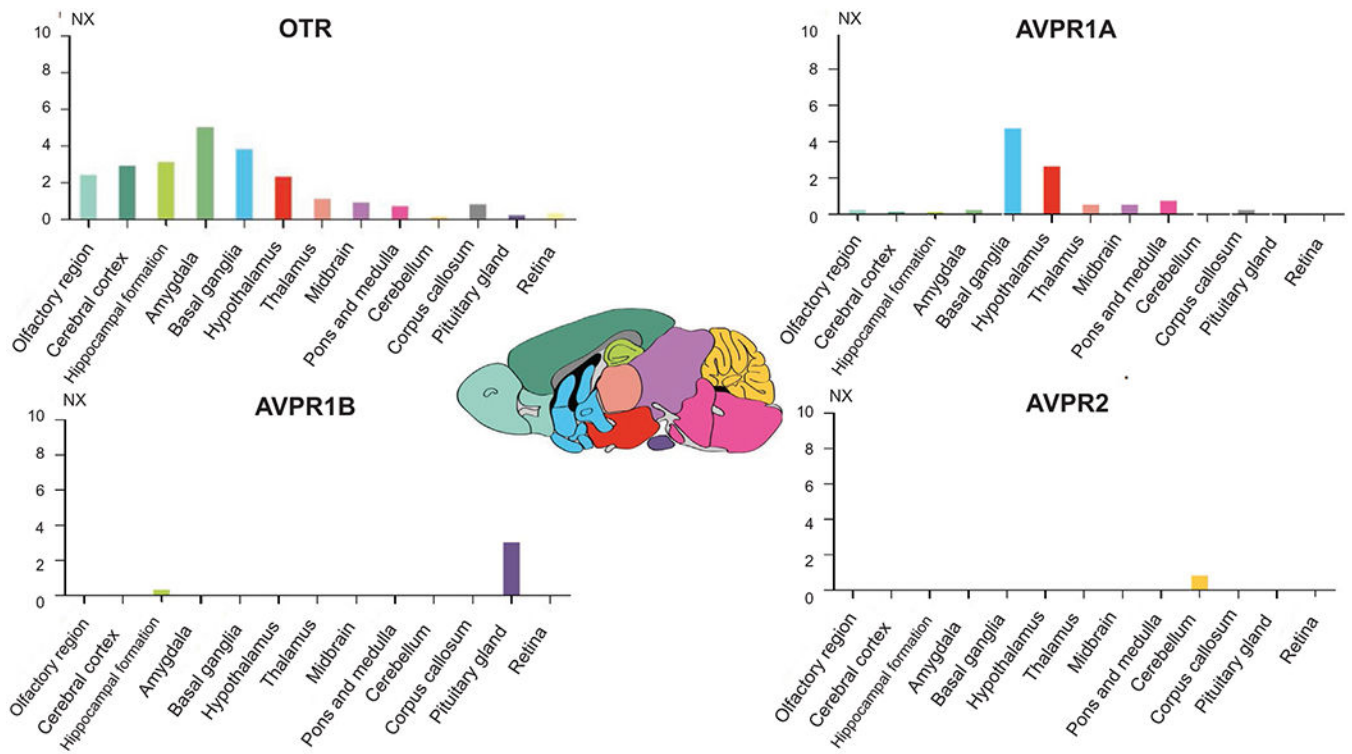 NX
OTR
10
8
6
4
2
0
Olfactory region
Cerebral cortex
Hippocampal formation
Amygdala
Basal ganglia
Hypothalamus
Thalamus
Midbrain
Pons and medulla
Cerebellum
Corpus callosum
Pituitary gland
Retina
NX
AVPR1A
10
8
6
4
2
0
Olfactory region
Cerebral cortex
Hippocampal formation
Amygdala
Basal ganglia
Hypothalamus
Thalamus
Midbrain
Pons and medulla
Cerebellum
Corpus callosum
Pituitary gland
Retina
NX
AVPR1B
10
8
6
4
2
0
Olfactory region
Cerebral cortex
Hippocampal formation
Amygdala
Basal ganglia
Hypothalamus
Thalamus
Midbrain
Pons and medulla
Cerebellum
Corpus callosum
Pituitary gland
Retina
NX
AVPR2
10
8
6
4
2
0
Olfactory region
Cerebral cortex
Hippocampal formation
Amygdala
Basal ganglia
Hypothalamus
Thalamus
Midbrain
Pons and medulla
Cerebellum
Corpus callosum
Pituitary gland
Retina